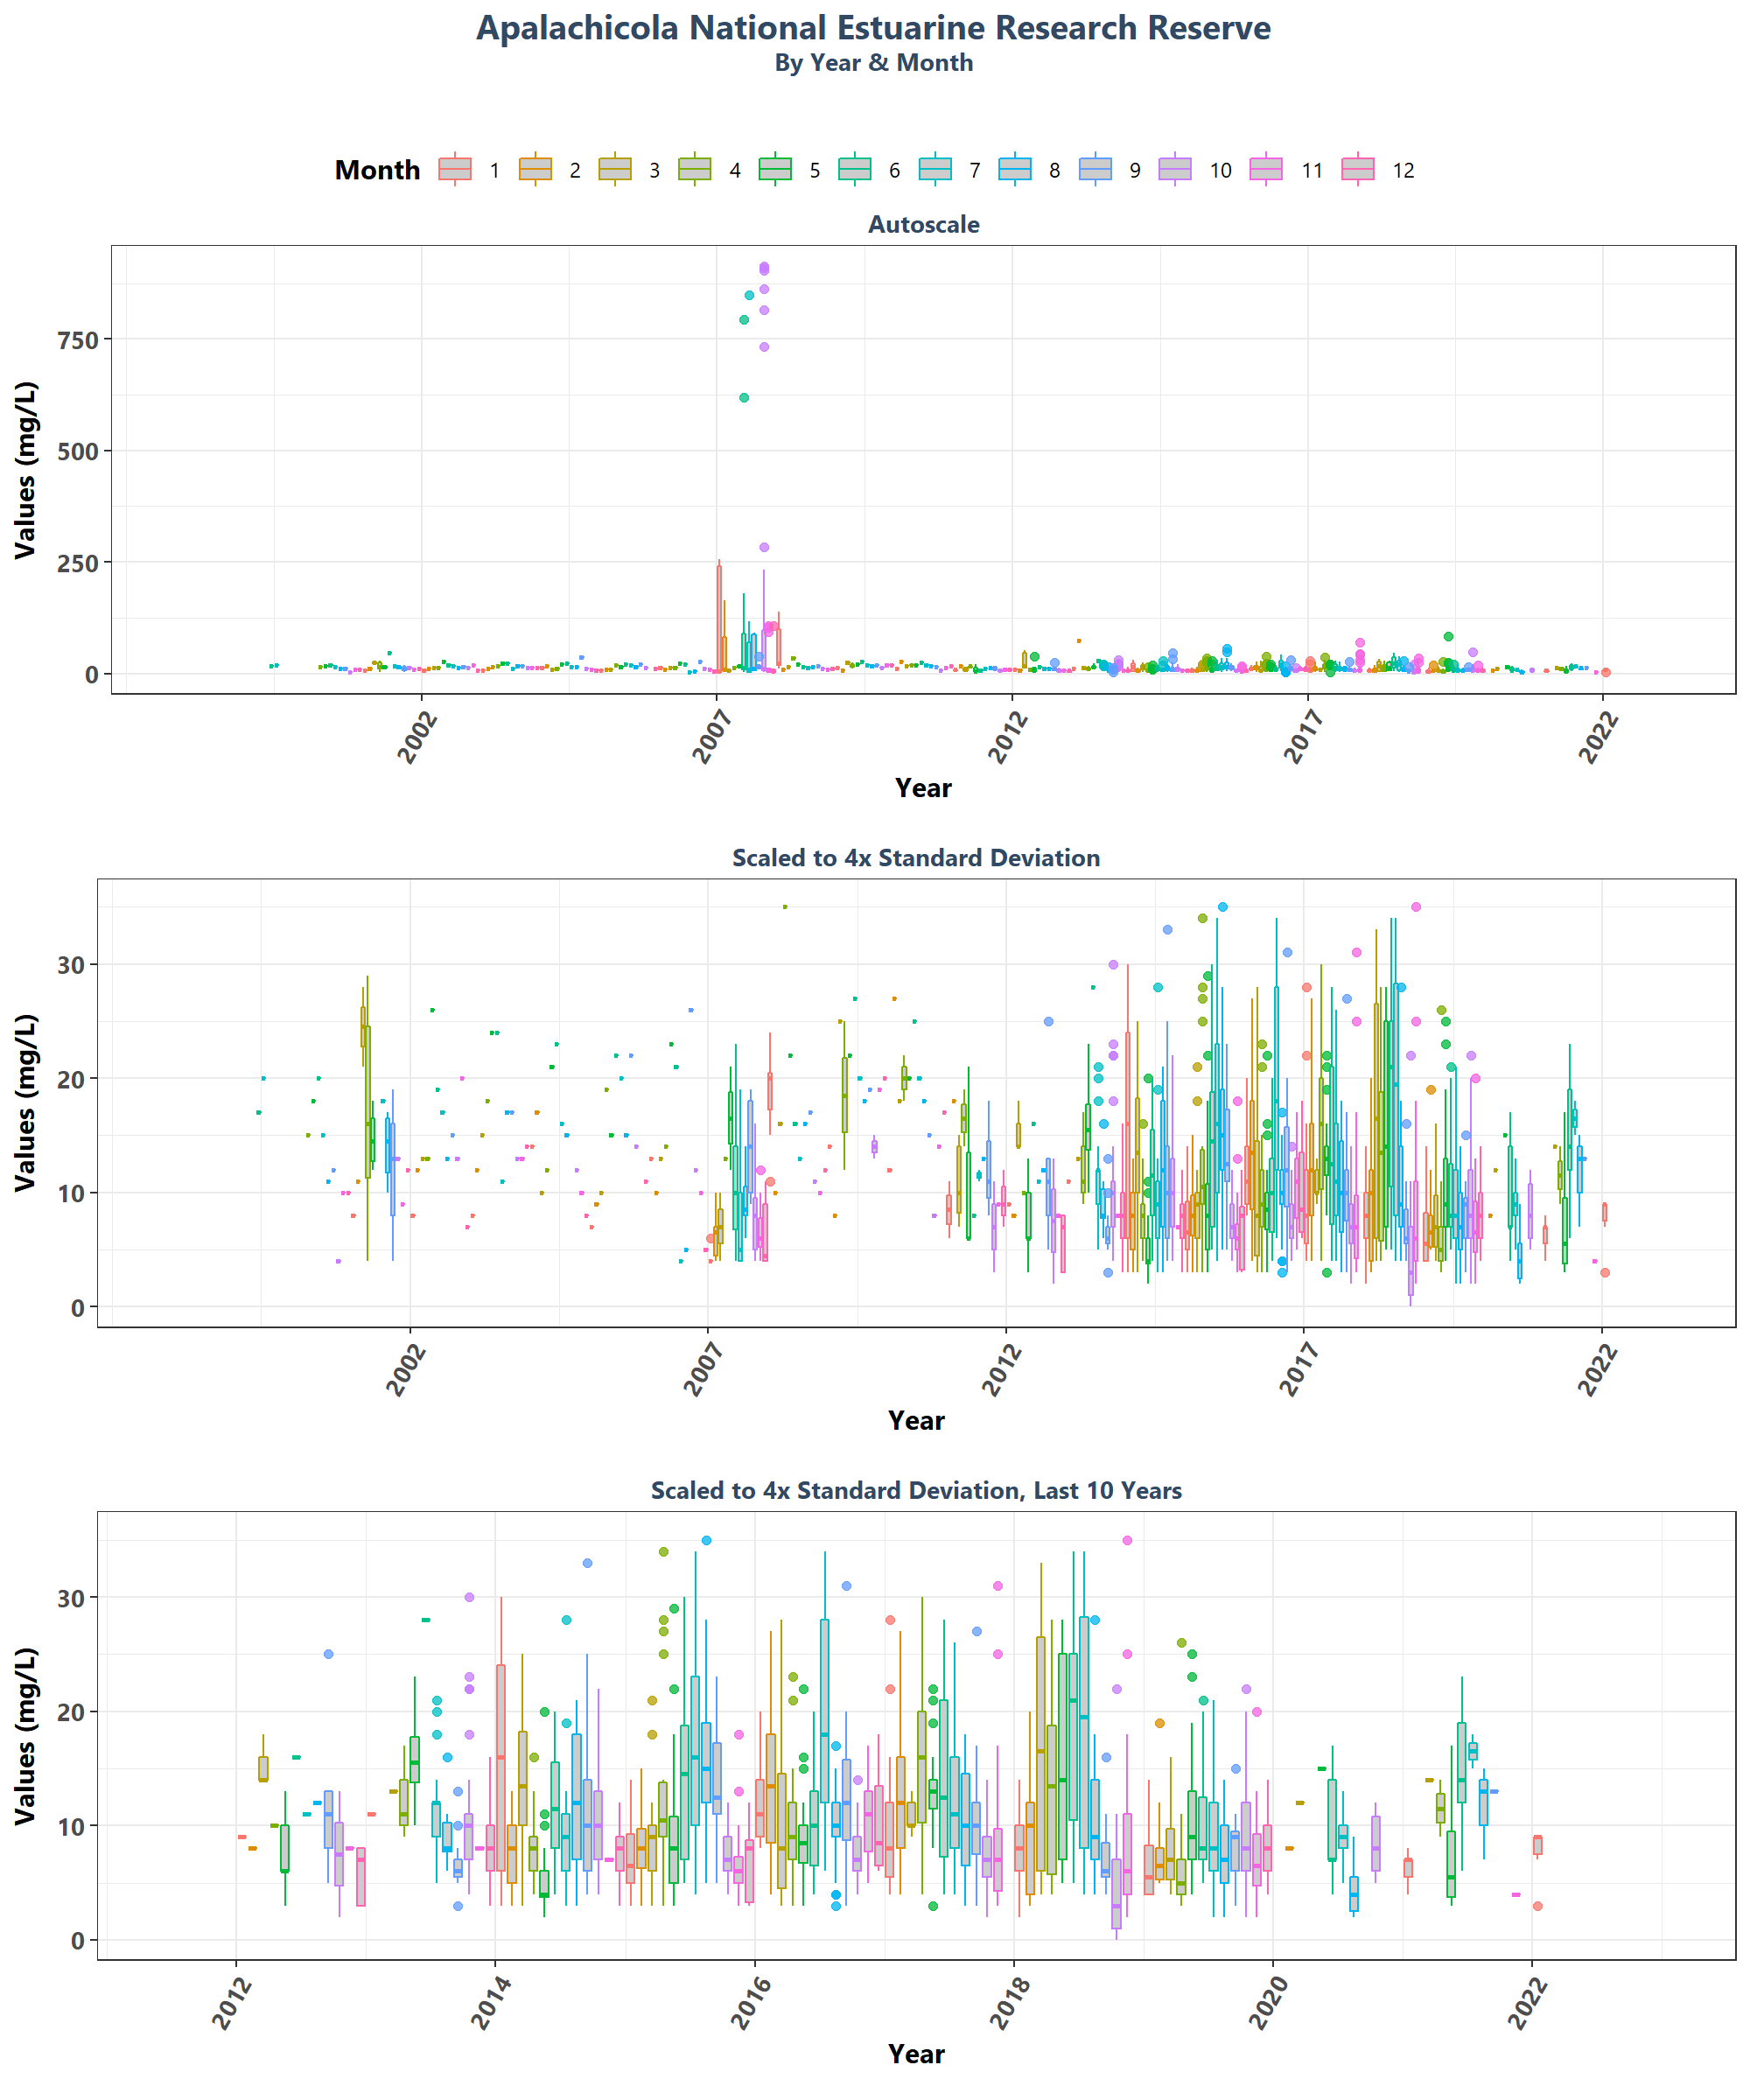 Apalachicola National Estuarine Research Reserve
By Year & Month
Month 1 2 3 4 5 6 7 8 9 10 11 12
Autoscale
Values (mg/L)
750
500
250
0
2002 2007 2012 2017 2022
Year
Scaled to 4x Standard Deviation
Values (mg/L)
30
20
10
0
2002 2007 2012 2017 2022
Year
Scaled to 4x Standard Deviation, Last 10 Years
Values (mg/L)
30
20
10
0
2012 2014 2016 2018 2020 2022
Year